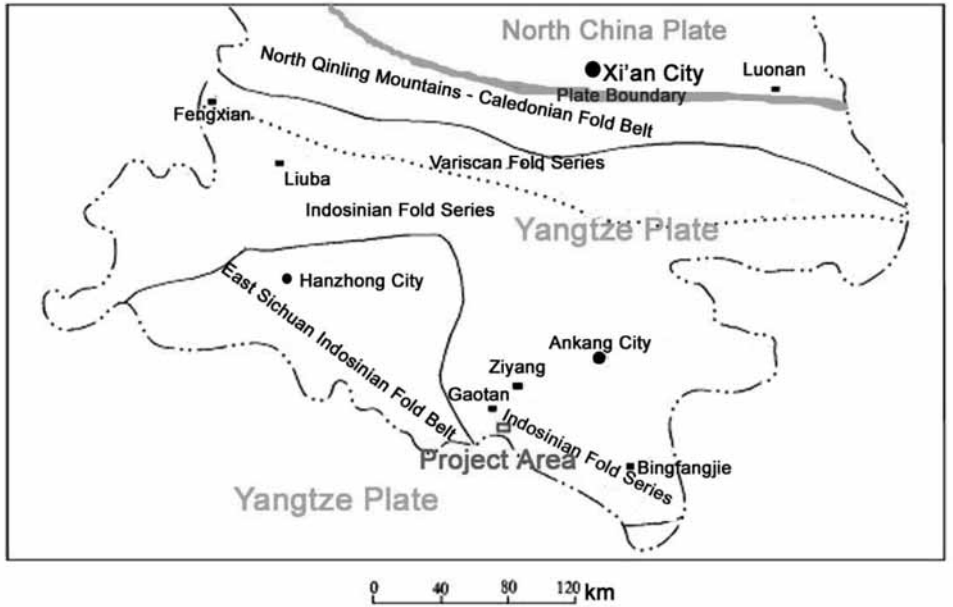 North China Plate
Xi'an City
Luonan
North Qinling Mountains - Caledonian Fold Belt
Plate Boundary
Fengxian
Variscan Fold Series
Liuba
Indosinian Fold Series
Yangtze Plate
Hanzhong City
East Sichuan Indosinian Fold Belt
Ankang City
Ziyang
Gaotan
Indosinian Fold Series
Project Area
Bingfangjie
Yangtze Plate
0 40 80 120 km